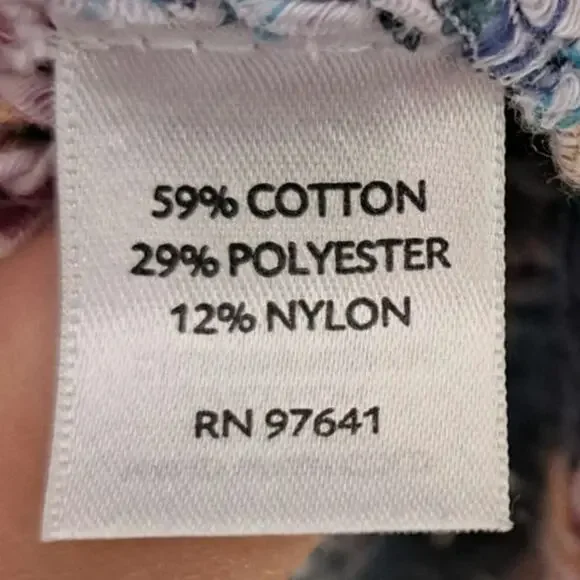 59% COTTON
29% POLYESTER
12% NYLON
RN 97641